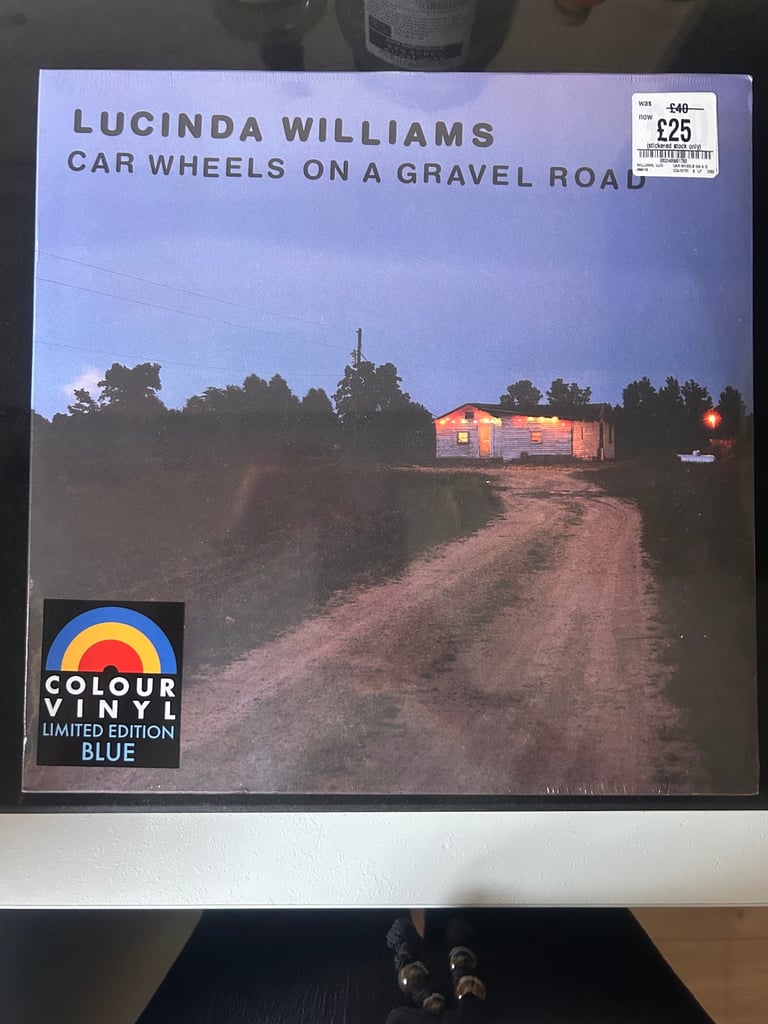 LUCINDA WILLIAMS
CAR WHEELS ON A GRAVEL ROAD
was £40
now £25
(stickered stock only)
COLOUR
VINYL
LIMITED EDITION
BLUE